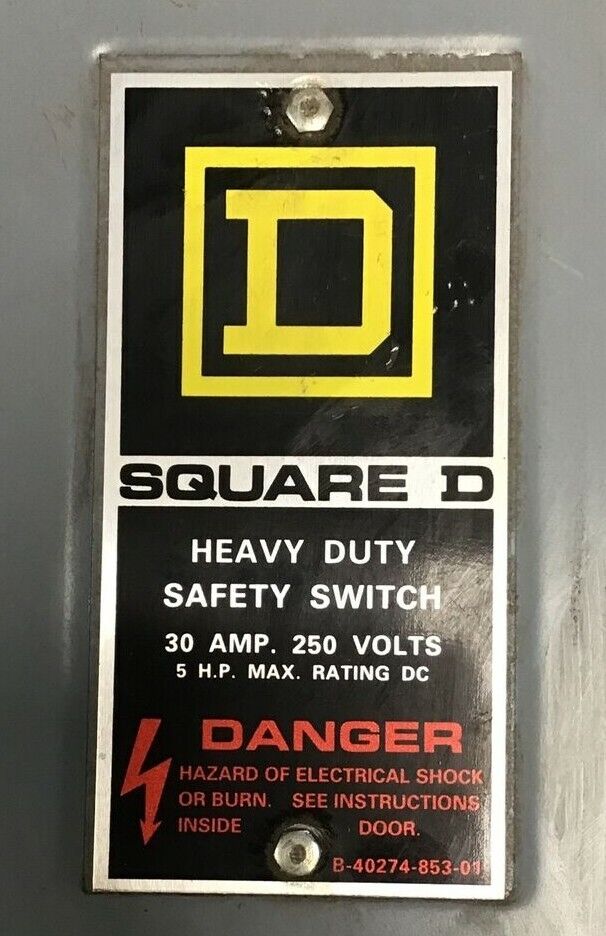 D
SQUARE D
HEAVY DUTY
SAFETY SWITCH
30 AMP. 250 VOLTS
5 H.P. MAX. RATING DC
DANGER
HAZARD OF ELECTRICAL SHOCK
OR BURN. SEE INSTRUCTIONS
INSIDE DOOR.
B-40274-853-01